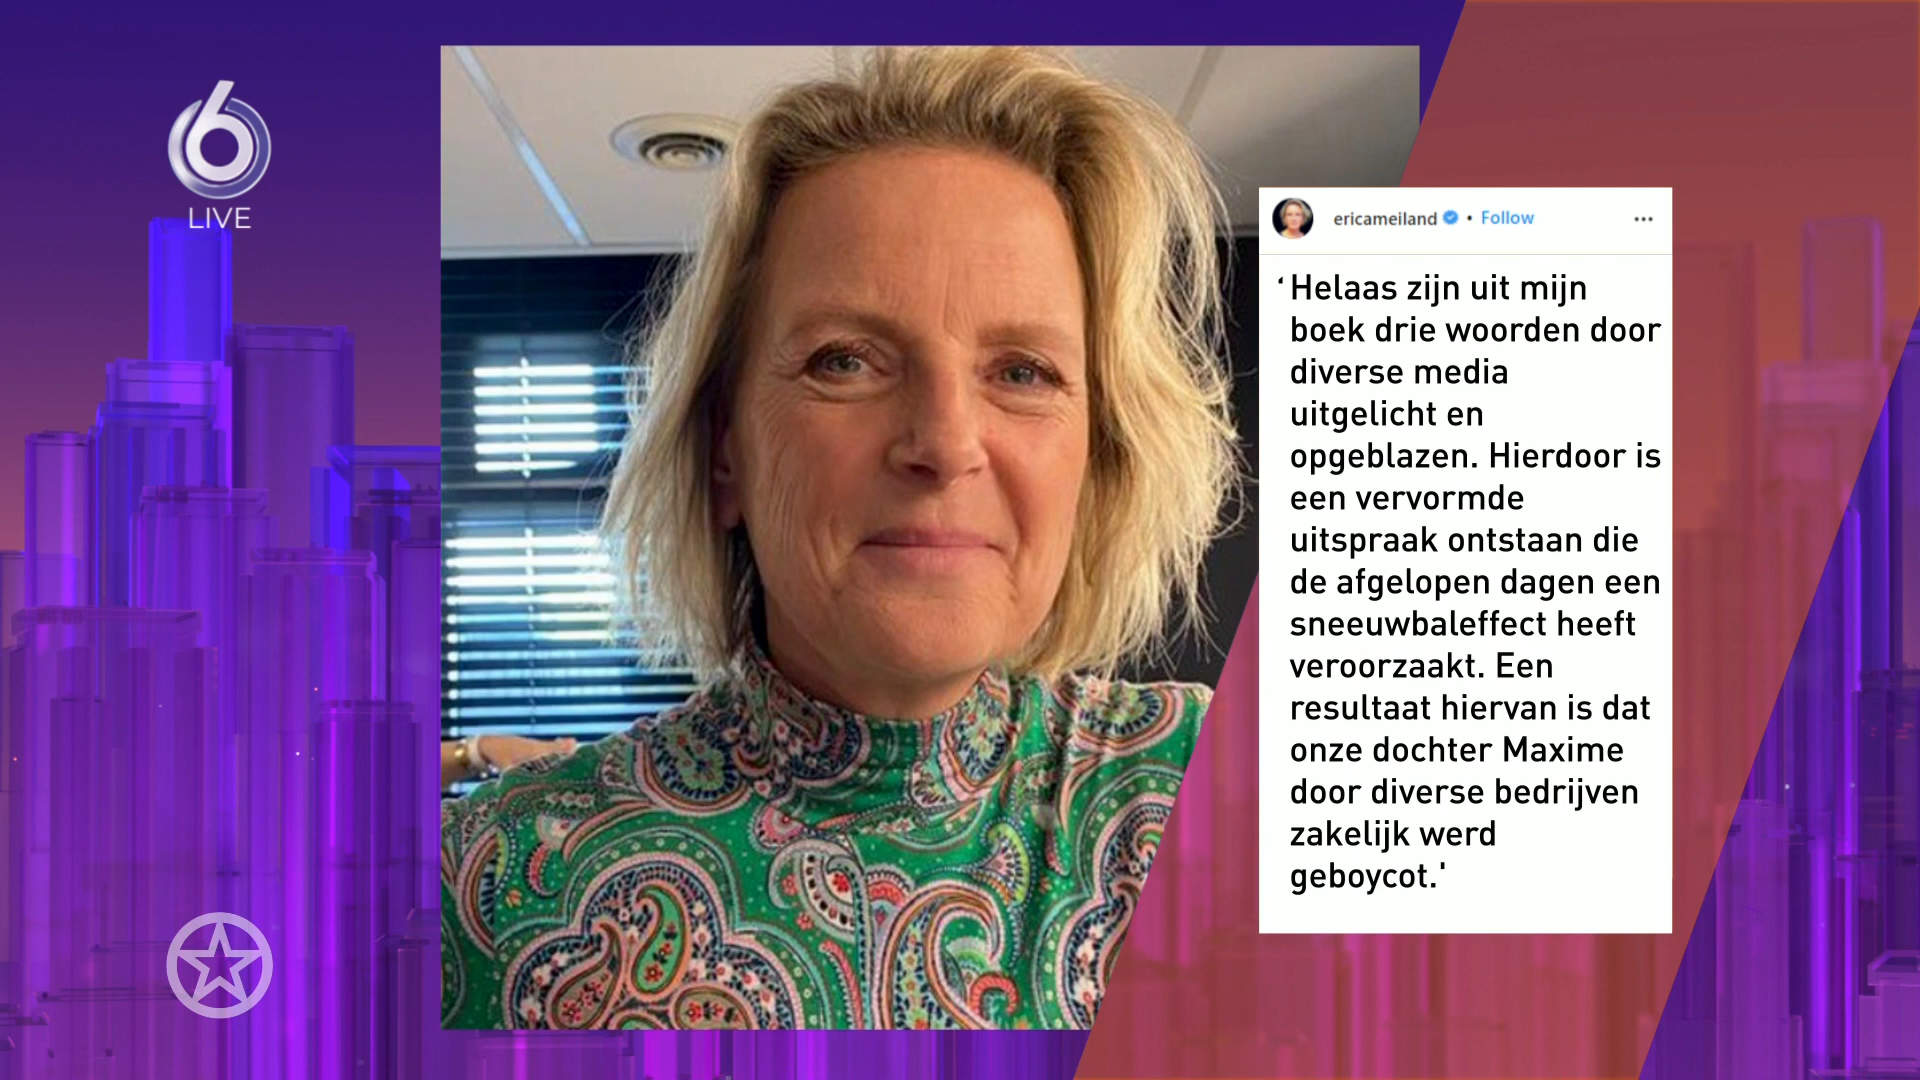 6
LIVE
ericameiland • Follow •••
‘Helaas zijn uit mijn
boek drie woorden door
diverse media
uitgelicht en
opgeblazen. Hierdoor is
een vervormde
uitspraak ontstaan die
de afgelopen dagen een
sneeuwbaleffect heeft
veroorzaakt. Een
resultaat hiervan is dat
onze dochter Maxime
door diverse bedrijven
zakelijk werd
geboycot.'